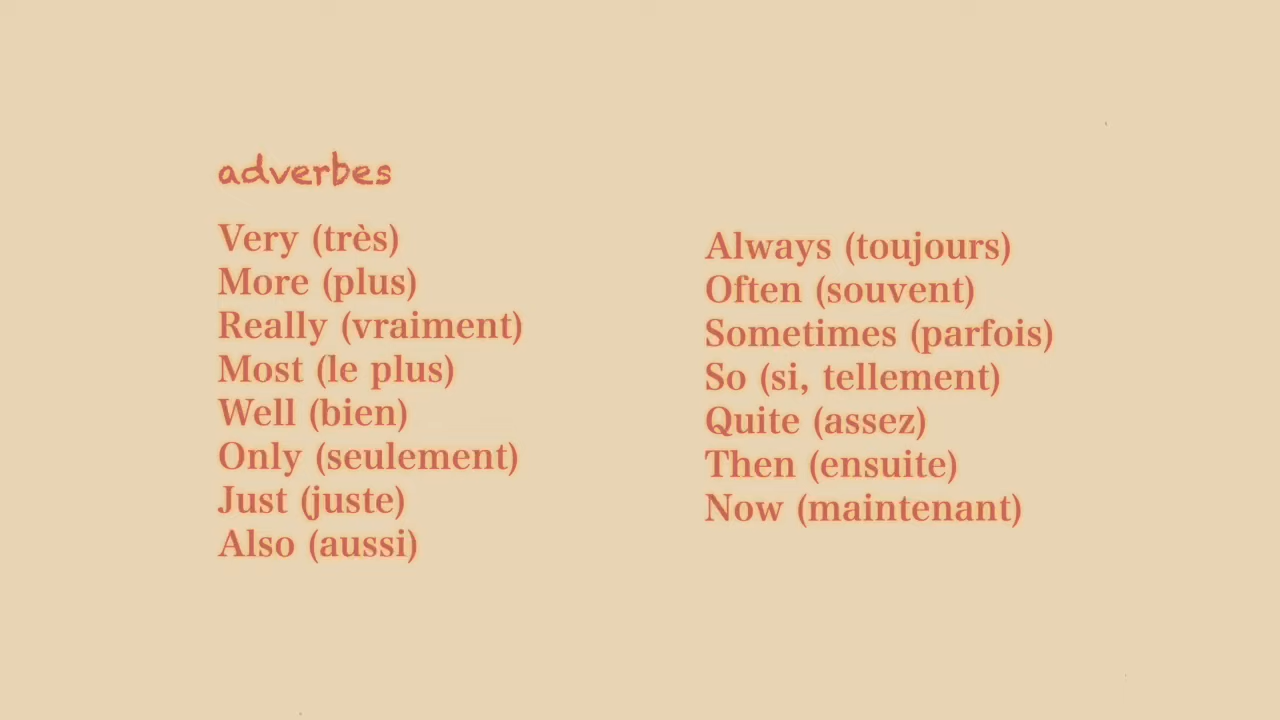 adverbes
Very (très)
More (plus)
Really (vraiment)
Most (le plus)
Well (bien)
Only (seulement)
Just (juste)
Also (aussi)
Always (toujours)
Often (souvent)
Sometimes (parfois)
So (si, tellement)
Quite (assez)
Then (ensuite)
Now (maintenant)